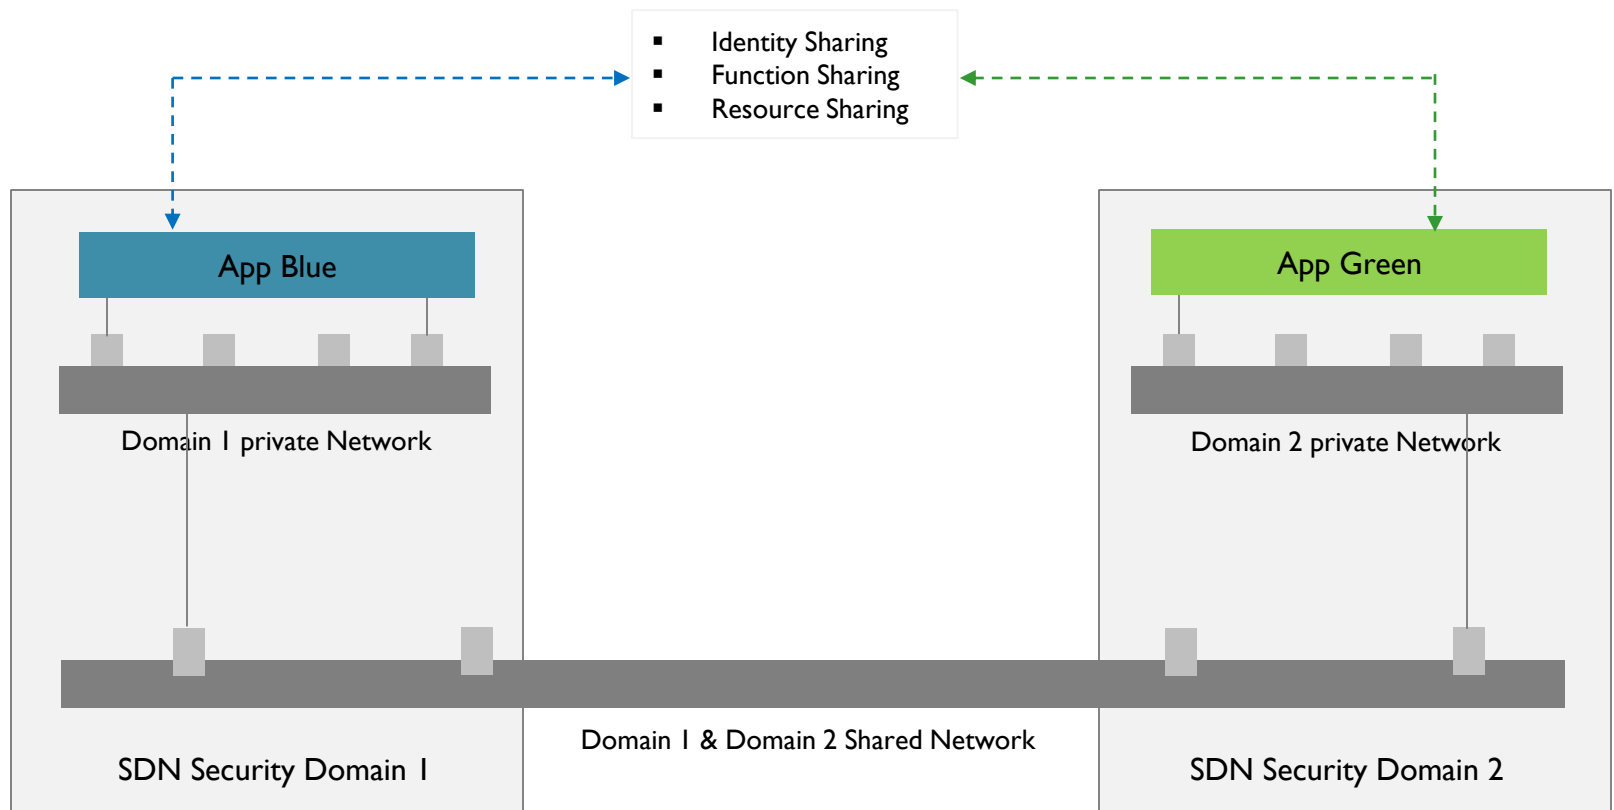 Identity Sharing
Function Sharing
Resource Sharing
App Blue
App Green
Domain 1 private Network
Domain 2 private Network
Domain 1 & Domain 2 Shared Network
SDN Security Domain 1
SDN Security Domain 2